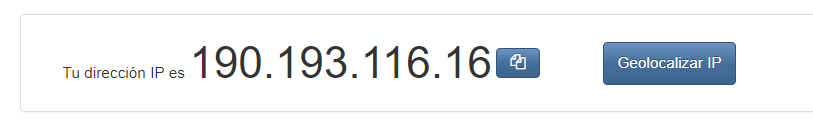 Tu dirección IP es 190.193.116.16 Geolocalizar IP